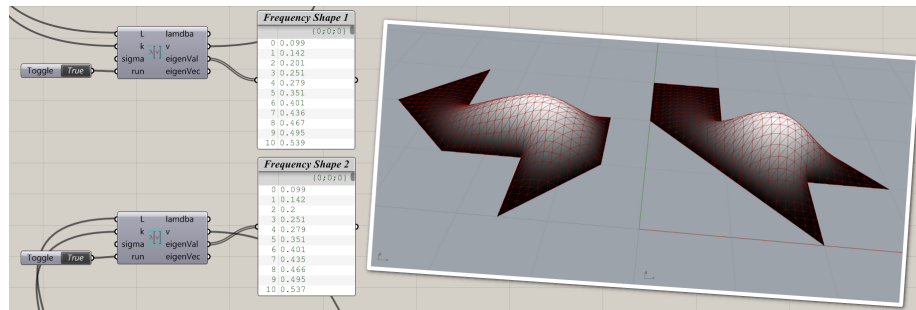 Frequency Shape 1
{0;0;0}
0 0.099
1 0.142
2 0.201
3 0.251
4 0.279
5 0.351
6 0.401
7 0.436
8 0.467
9 0.495
10 0.539
L lamdba
k v
sigma eigenVal
run eigenVec
Toggle True
Frequency Shape 2
{0;0;0}
0 0.099
1 0.142
2 0.2
3 0.251
4 0.279
5 0.351
6 0.401
7 0.435
8 0.466
9 0.495
10 0.537
L lamdba
k v
sigma eigenVal
run eigenVec
Toggle True